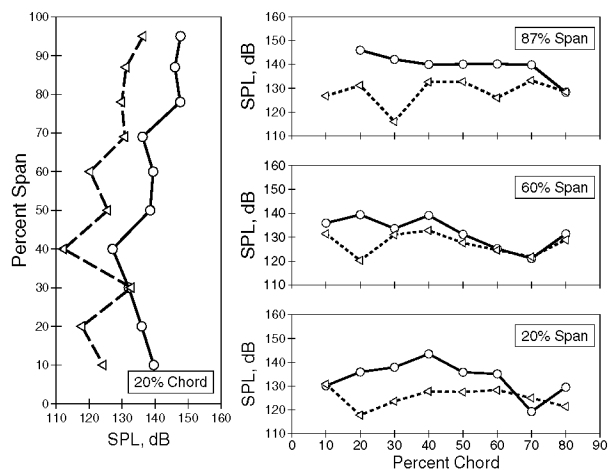 100
90
80
70
60
50
40
30
20
10
0
Percent Span
20% Chord
110 120 130 140 150 160
SPL, dB
160
150
140
130
120
110
SPL, dB
87% Span
160
150
140
130
120
110
SPL, dB
60% Span
160
150
140
130
120
110
SPL, dB
20% Span
0 10 20 30 40 50 60 70 80 90
Percent Chord